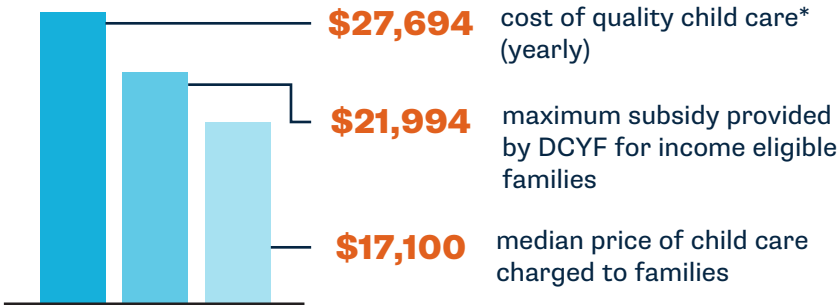 $27,694 cost of quality child care*
(yearly)
$21,994 maximum subsidy provided
by DCYF for income eligible
families
$17,100 median price of child care
charged to families